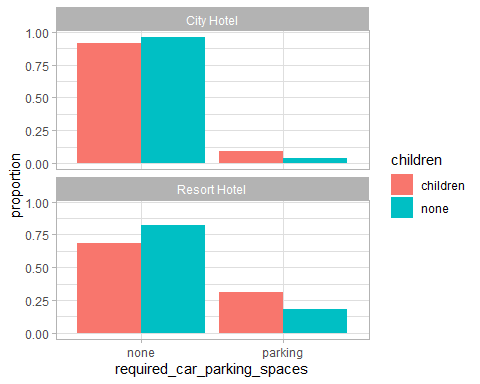 City Hotel
1.00
0.75
0.50
0.25
0.00
Resort Hotel
1.00
0.75
0.50
0.25
0.00
proportion
none
parking
required_car_parking_spaces
children
children
none